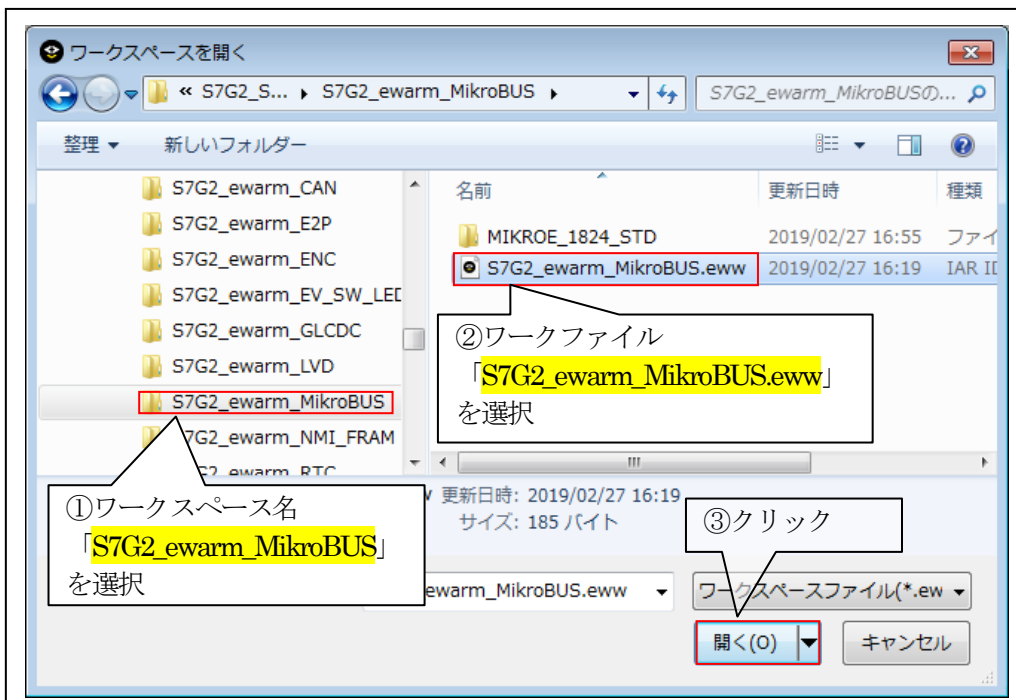 ワークスペースを開く
« S7G2_S... ▸ S7G2_ewarm_MikroBUS ▸
S7G2_ewarm_MikroBUSの...
整理 ▼ 新しいフォルダー
S7G2_ewarm_CAN
S7G2_ewarm_E2P
S7G2_ewarm_ENC
S7G2_ewarm_EV_SW_LED
S7G2_ewarm_GLCDC
S7G2_ewarm_LVD
S7G2_ewarm_MikroBUS
7G2_ewarm_NMI_FRAM
G2_ewarm_RTC
名前 更新日時 種類
MIKROE_1824_STD 2019/02/27 16:55 ファイ
S7G2_ewarm_MikroBUS.eww 2019/02/27 16:19 IAR ID
②ワークファイル
「S7G2_ewarm_MikroBUS.eww」
を選択
①ワークスペース名
「S7G2_ewarm_MikroBUS」
を選択
更新日時: 2019/02/27 16:19
サイズ: 185 バイト
③クリック
ewarm_MikroBUS.eww
ワークスペースファイル(*.ew
開く(O) キャンセル